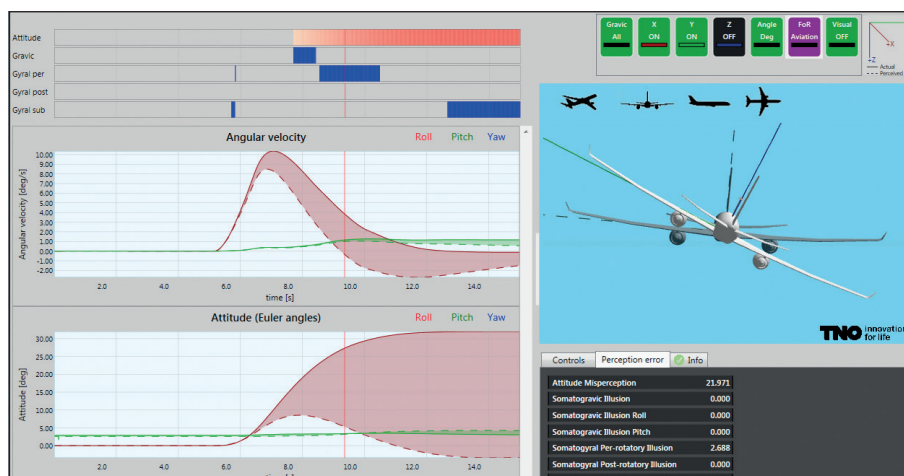 Attitude
Gravic
Gyral per
Gyral post
Gyral sub
Gravic All
X ON
Y ON
Z OFF
Angle Deg
FoR Aviation
Visual OFF
X
Z
Actual
Perceived
Angular velocity
Roll Pitch Yaw
Angular velocity [deg/s]
10.00
9.00
8.00
7.00
6.00
5.00
4.00
3.00
2.00
1.00
0.00
-1.00
-2.00
2.0 4.0 6.0 8.0 10.0 12.0 14.0
time [s]
Attitude (Euler angles)
Roll Pitch Yaw
Attitude [deg]
30.00
25.00
20.00
15.00
10.00
5.00
0.00
2.0 4.0 6.0 8.0 10.0 12.0 14.0
TNO innovation for life
Controls Perception error Info
Attitude Misperception 21.971
Somatogravic Illusion 0.000
Somatogravic Illusion Roll 0.000
Somatogravic Illusion Pitch 0.000
Somatogyral Per-rotatory Illusion 2.688
Somatogyral Post-rotatory Illusion 0.000